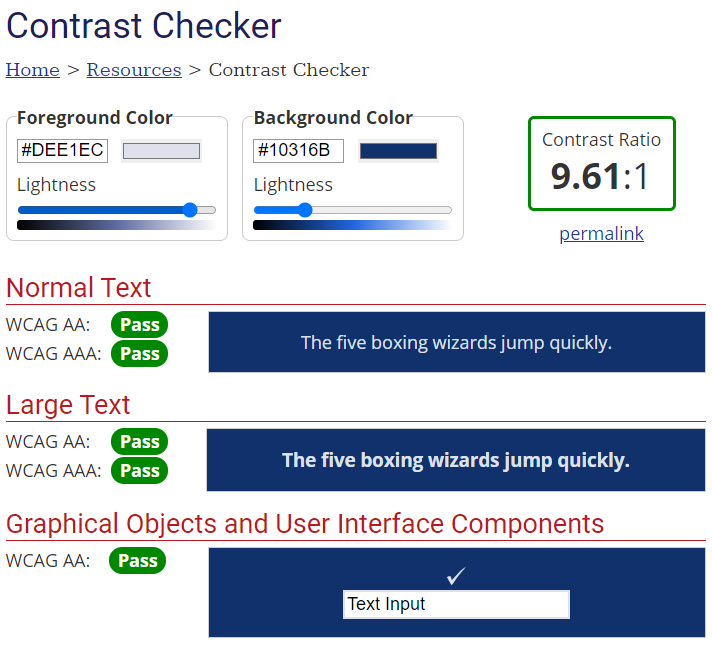 Contrast Checker
Home > Resources > Contrast Checker
Foreground Color
#DEE1EC
Lightness
Background Color
#10316B
Lightness
Contrast Ratio
9.61:1
permalink
Normal Text
WCAG AA: Pass
WCAG AAA: Pass
The five boxing wizards jump quickly.
Large Text
WCAG AA: Pass
WCAG AAA: Pass
The five boxing wizards jump quickly.
Graphical Objects and User Interface Components
WCAG AA: Pass
✓
Text Input